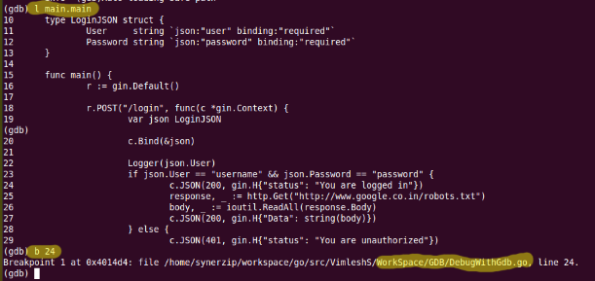 (gdb) l main.main
10 type LoginJSON struct {
11 User string `json:"user" binding:"required"`
12 Password string `json:"password" binding:"required"`
13 }
14
15 func main() {
16 r := gin.Default()
17
18 r.POST("/login", func(c *gin.Context) {
19 var json LoginJSON
(gdb)
20 c.Bind(&json)
21
22 Logger(json.User)
23 if json.User == "username" && json.Password == "password" {
24 c.JSON(200, gin.H{"status": "You are logged in"})
25 response, _ := http.Get("http://www.google.co.in/robots.txt")
26 body, _ := ioutil.ReadAll(response.Body)
27 c.JSON(200, gin.H{"Data": string(body)})
28 } else {
29 c.JSON(401, gin.H{"status": "You are unauthorized"})
(gdb) b 24
Breakpoint 1 at 0x4014d4: file /home/synerzip/workspace/go/src/VimleshS/WorkSpace/GDB/DebugWithGdb.go, line 24.
(gdb)